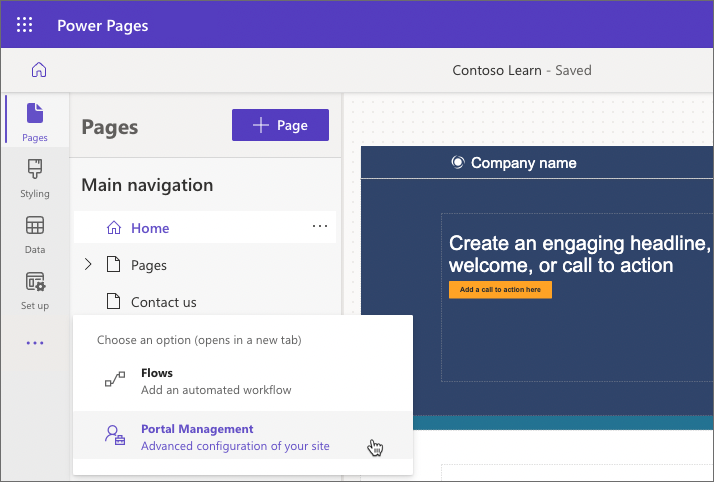 Power Pages
Contoso Learn - Saved
Pages
Styling
Data
Set up
Pages
Page
Main navigation
Home
Pages
Contact us
Choose an option (opens in a new tab)
Flows
Add an automated workflow
Portal Management
Advanced configuration of your site
Company name
Create an engaging headline,
welcome, or call to action
Add a call to action here